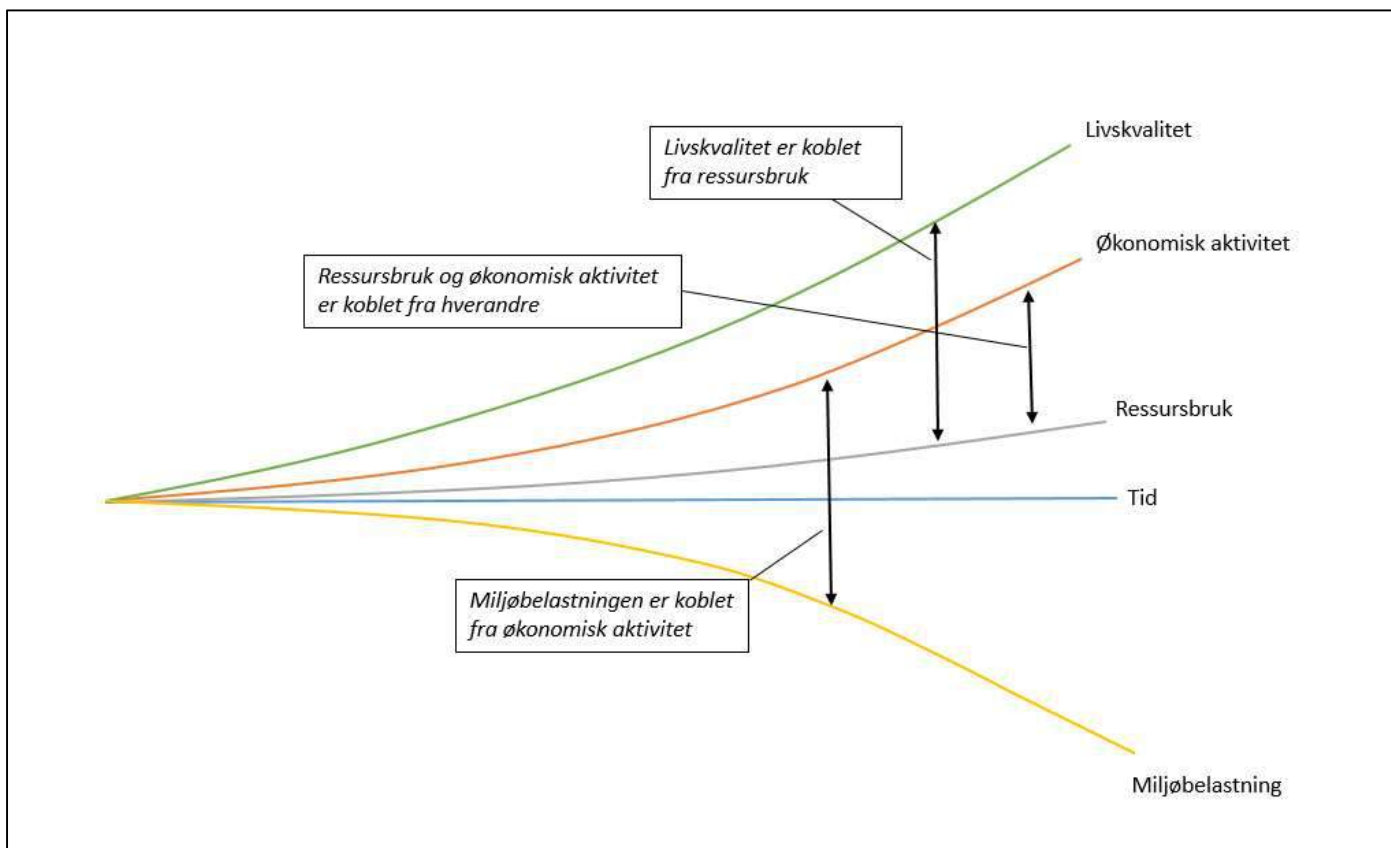 Livskvalitet
Livskvalitet er koblet
fra ressursbruk
Økonomisk aktivitet
Ressursbruk og økonomisk aktivitet
er koblet fra hverandre
Ressursbruk
Tid
Miljøbelastningen er koblet
fra økonomisk aktivitet
Miljøbelastning